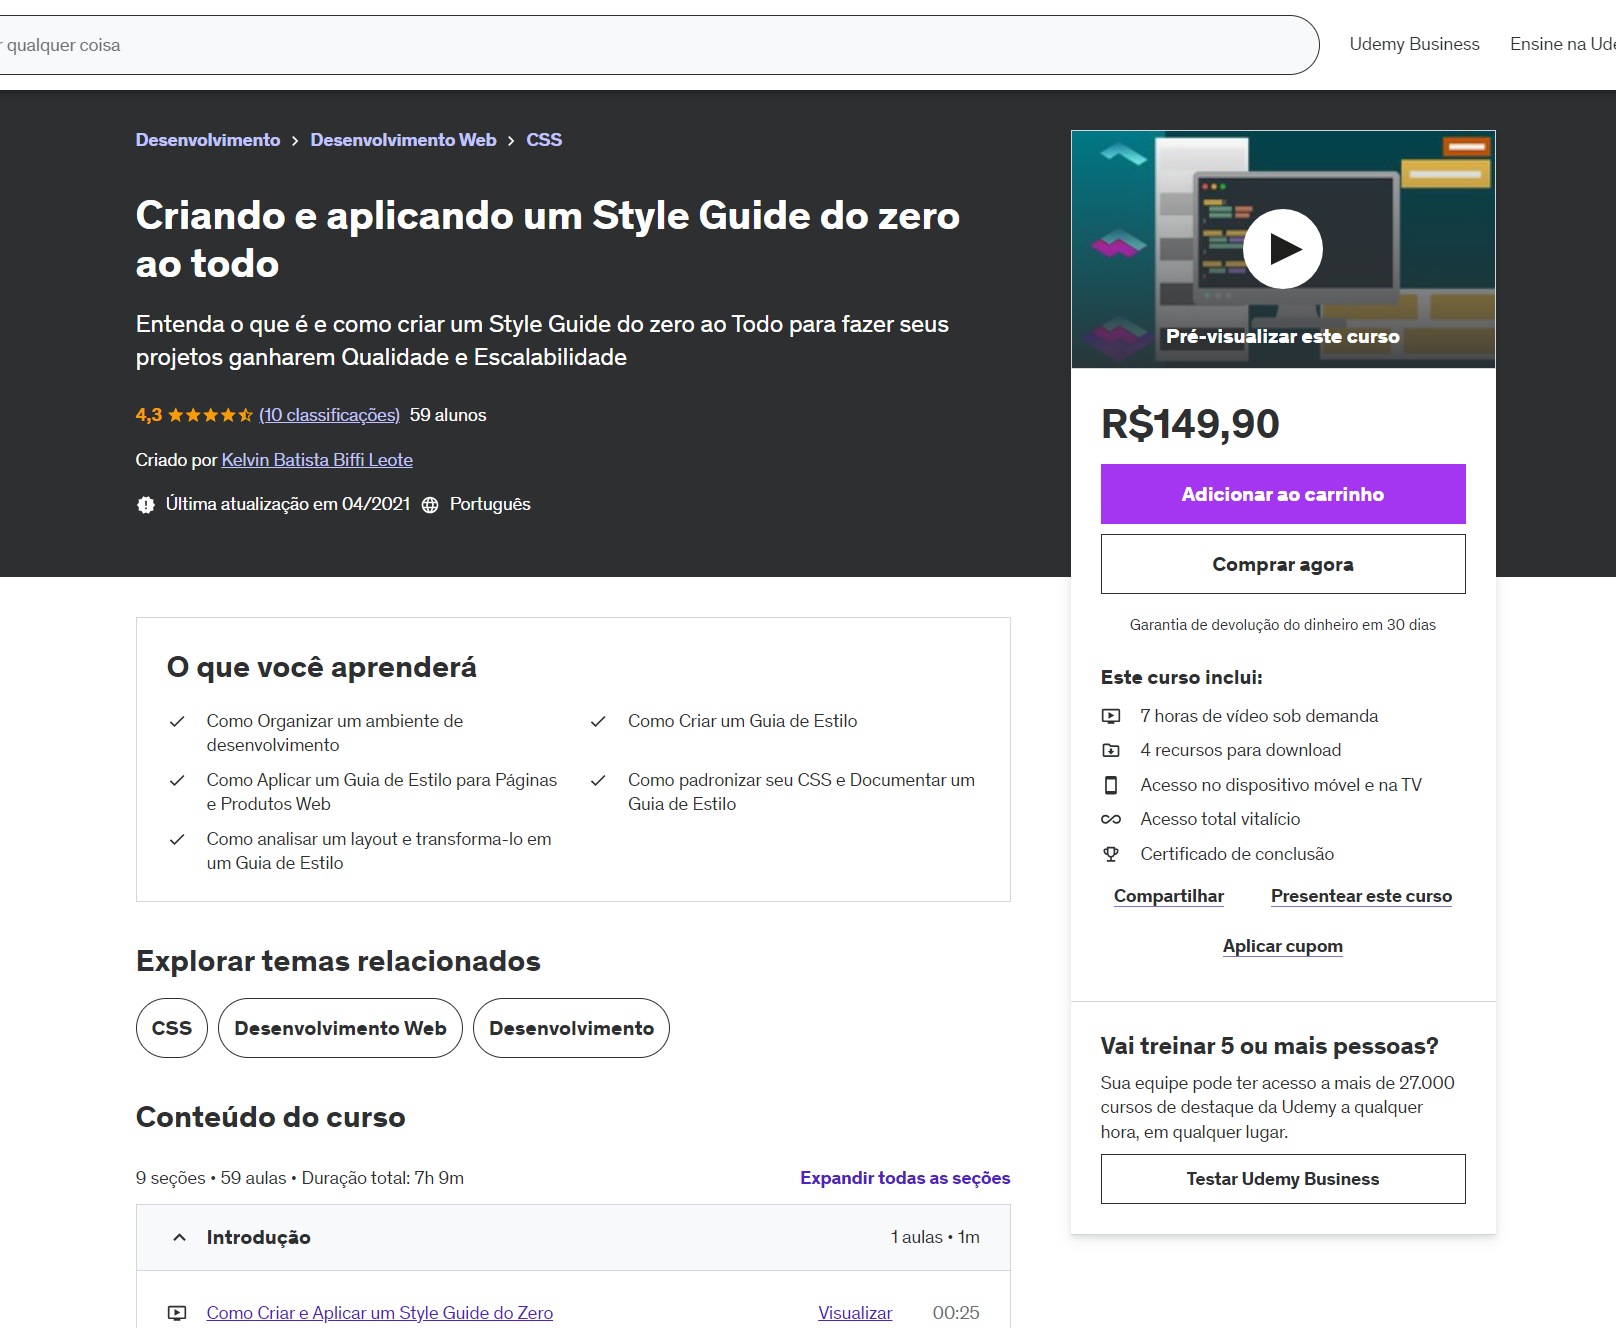 qualquer coisa
Udemy Business
Ensine na
Desenvolvimento > Desenvolvimento Web > CSS
Criando e aplicando um Style Guide do zero
ao todo
Entenda o que é e como criar um Style Guide do zero ao Todo para fazer seus
projetos ganharem Qualidade e Escalabilidade
4,3 (10 classificações) 59 alunos
Criado por Kelvin Batista Biffi Leote
Última atualização em 04/2021 Português
Pré-visualizar este curso
R$149,90
Adicionar ao carrinho
Comprar agora
Garantia de devolução do dinheiro em 30 dias
Este curso inclui:
7 horas de vídeo sob demanda
4 recursos para download
Acesso no dispositivo móvel e na TV
Acesso total vitalício
Certificado de conclusão
Compartilhar
Presentear este curso
Aplicar cupom
Vai treinar 5 ou mais pessoas?
Sua equipe pode ter acesso a mais de 27.000
cursos de destaque da Udemy a qualquer
hora, em qualquer lugar.
Testar Udemy Business
O que você aprenderá
Como Organizar um ambiente de
desenvolvimento
Como Criar um Guia de Estilo
Como Aplicar um Guia de Estilo para Páginas
e Produtos Web
Como padronizar seu CSS e Documentar um
Guia de Estilo
Como analisar um layout e transforma-lo em
um Guia de Estilo
Explorar temas relacionados
CSS
Desenvolvimento Web
Desenvolvimento
Conteúdo do curso
9 seções • 59 aulas • Duração total: 7h 9m
Expandir todas as seções
Introdução
1 aulas • 1m
Como Criar e Aplicar um Style Guide do Zero
Visualizar
00:25